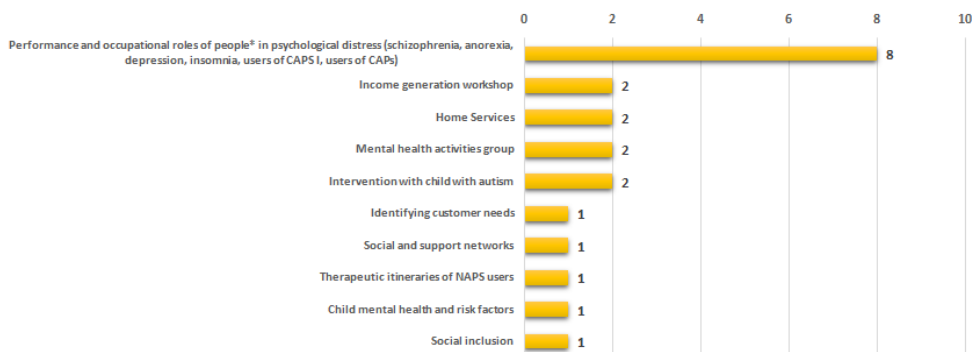 0 2 4 6 8 10
Performance and occupational roles of people* in psychological distress (schizophrenia, anorexia,
depression, insomnia, users of CAPS I, users of CAPs)
8
Income generation workshop
2
Home Services
2
Mental health activities group
2
Intervention with child with autism
2
Identifying customer needs
1
Social and support networks
1
Therapeutic itineraries of NAPS users
1
Child mental health and risk factors
1
Social inclusion
1